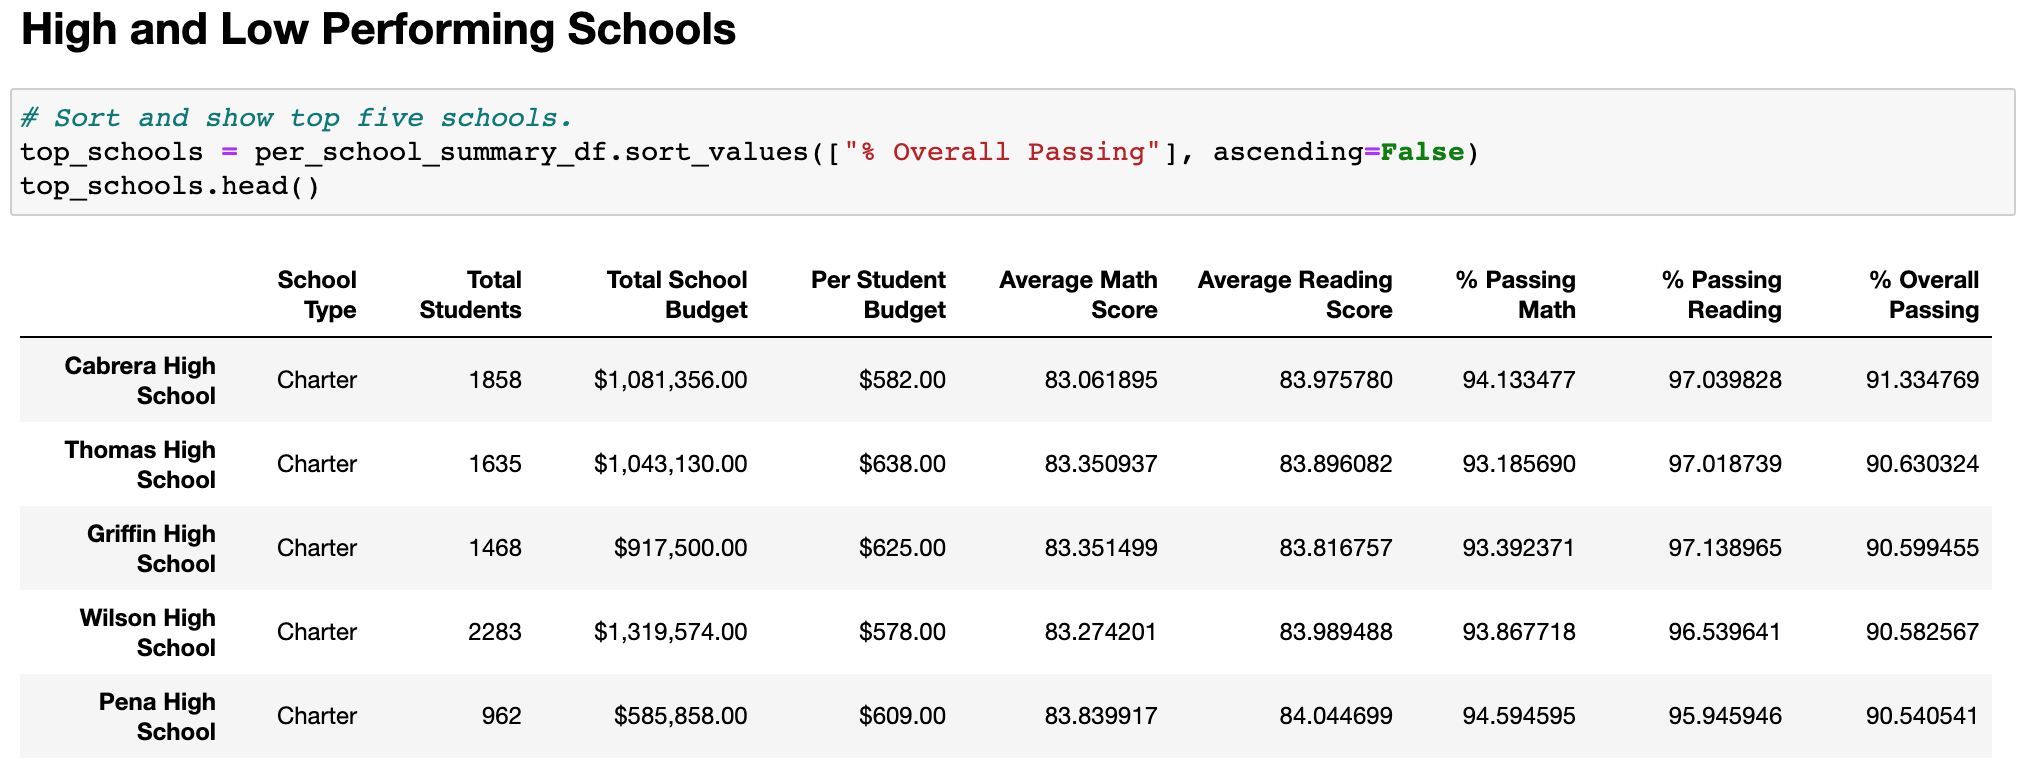 High and Low Performing Schools
# Sort and show top five schools.
top_schools = per_school_summary_df.sort_values(["% Overall Passing"], ascending=False)
top_schools.head()
School Type Total Students Total School Budget Per Student Budget Average Math Score Average Reading Score % Passing Math % Passing Reading % Overall Passing
Cabrera High School Charter 1858 $1,081,356.00 $582.00 83.061895 83.975780 94.133477 97.039828 91.334769
Thomas High School Charter 1635 $1,043,130.00 $638.00 83.350937 83.896082 93.185690 97.018739 90.630324
Griffin High School Charter 1468 $917,500.00 $625.00 83.351499 83.816757 93.392371 97.138965 90.599455
Wilson High School Charter 2283 $1,319,574.00 $578.00 83.274201 83.989488 93.867718 96.539641 90.582567
Pena High School Charter 962 $585,858.00 $609.00 83.839917 84.044699 94.594595 95.945946 90.540541